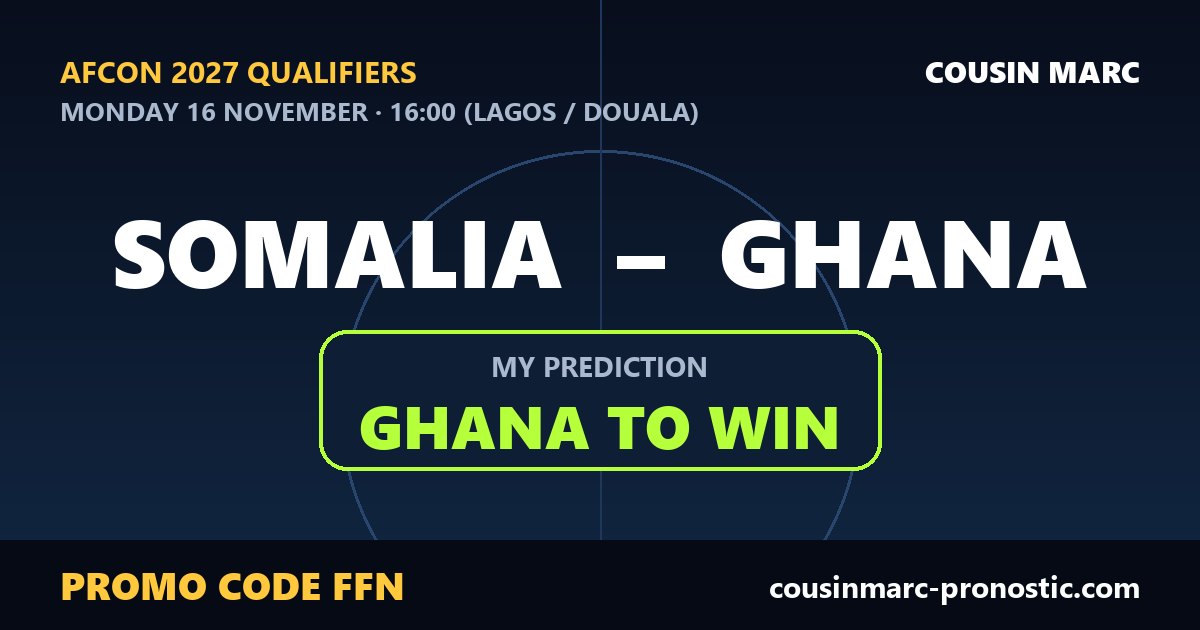 AFCON 2027 QUALIFIERS
COUSIN MARC
MONDAY 16 NOVEMBER · 16:00 (LAGOS / DOUALA)
SOMALIA – GHANA
MY PREDICTION
GHANA TO WIN
PROMO CODE FFN
cousinmarc-pronostic.com